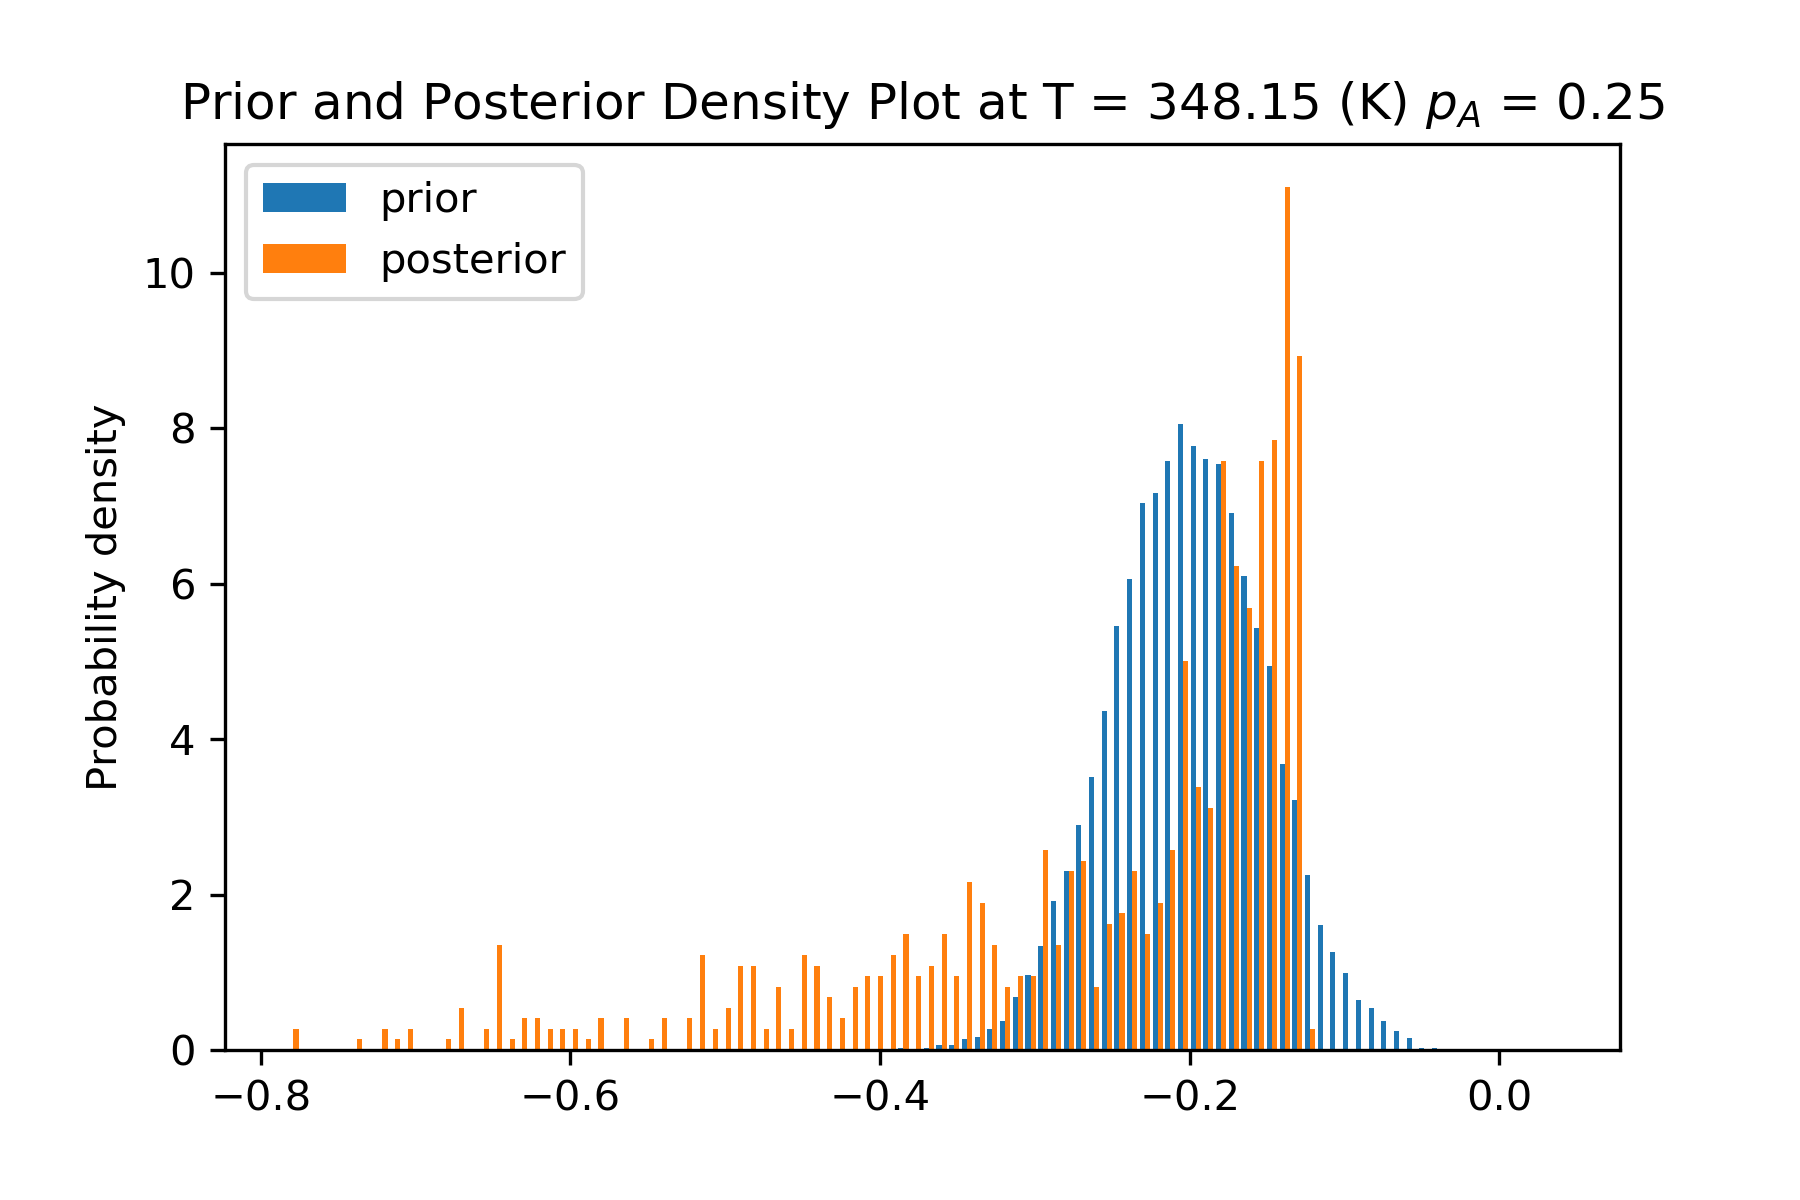 Prior and Posterior Density Plot at T = 348.15 (K) p_A = 0.25
prior
posterior
Probability density
10
8
6
4
2
0
−0.8 −0.6 −0.4 −0.2 0.0